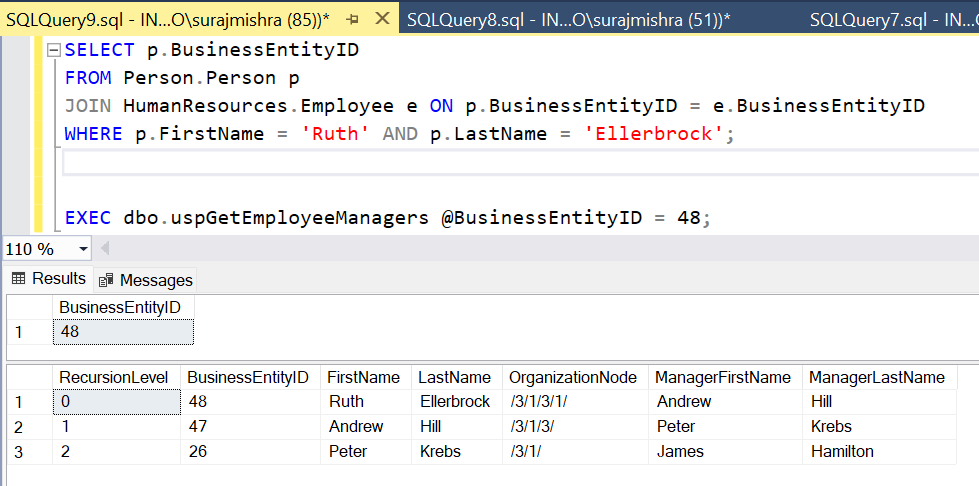 SQLQuery9.sql - IN...O\surajmishra (85))* SQLQuery8.sql - IN...O\surajmishra (51))* SQLQuery7.sql - IN...O
SELECT p.BusinessEntityID
FROM Person.Person p
JOIN HumanResources.Employee e ON p.BusinessEntityID = e.BusinessEntityID
WHERE p.FirstName = 'Ruth' AND p.LastName = 'Ellerbrock';
EXEC dbo.uspGetEmployeeManagers @BusinessEntityID = 48;
110 %
Results Messages
BusinessEntityID
1 48
RecursionLevel BusinessEntityID FirstName LastName OrganizationNode ManagerFirstName ManagerLastName
1 0 48 Ruth Ellerbrock /3/1/3/1/ Andrew Hill
2 1 47 Andrew Hill /3/1/3/ Peter Krebs
3 2 26 Peter Krebs /3/1/ James Hamilton